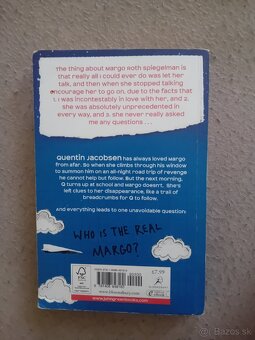 The thing about Margo Roth Spiegelman is
that really all I could ever do was let her
talk, and then when she stopped talking
encourage her to go on, due to the facts that
1. I was incontestably in love with her, and 2.
she was absolutely unprecedented in
every way, and 3. she never really asked
me any questions . . .
Quentin Jacobsen has always loved Margo
from afar. So when she climbs through his window
to summon him on an all-night road trip of revenge
he cannot help but follow. But the next morning,
Q turns up at school and Margo doesn't. She's
left clues to her disappearance, like a trail of
breadcrumbs for Q to follow.
And everything leads to one unavoidable question:
WHO IS THE REAL
MARGO?
FSC
£7.99
www.bloomsbury.com
www.johngreenbooks.com
bazos.sk